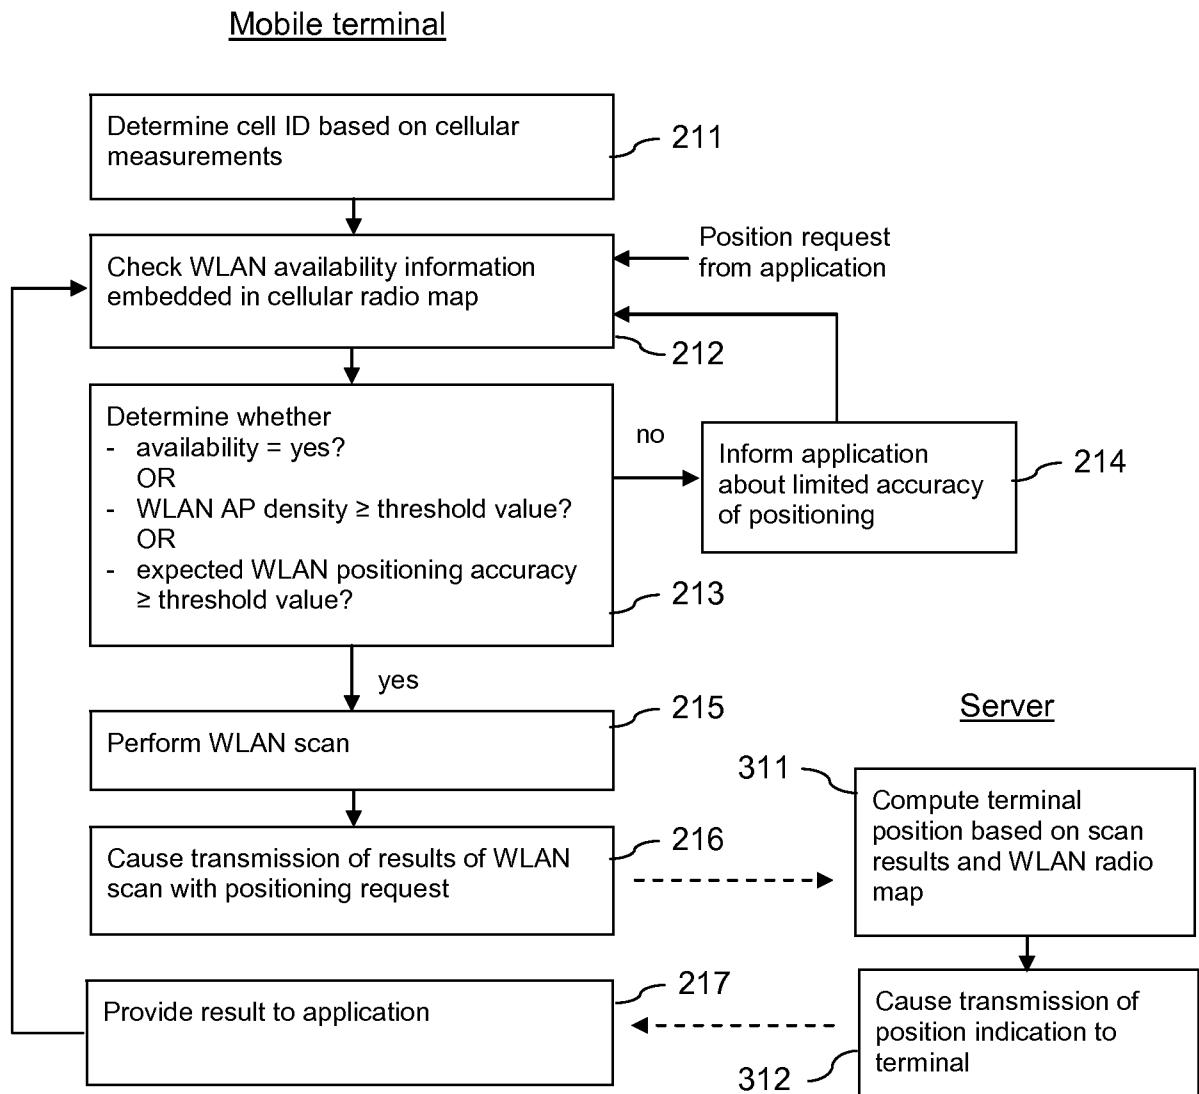 Mobile terminal
Determine cell ID based on cellular
measurements
211
Check WLAN availability information
embedded in cellular radio map
212
Position request
from application
Determine whether
- availability = yes?
OR
- WLAN AP density ≥ threshold value?
OR
- expected WLAN positioning accuracy
≥ threshold value?
213
no
Inform application
about limited accuracy
of positioning
214
yes
Perform WLAN scan
215
Cause transmission of results of WLAN
scan with positioning request
216
Server
311
Compute terminal
position based on scan
results and WLAN radio
map
Cause transmission of
position indication to
terminal
312
Provide result to application
217